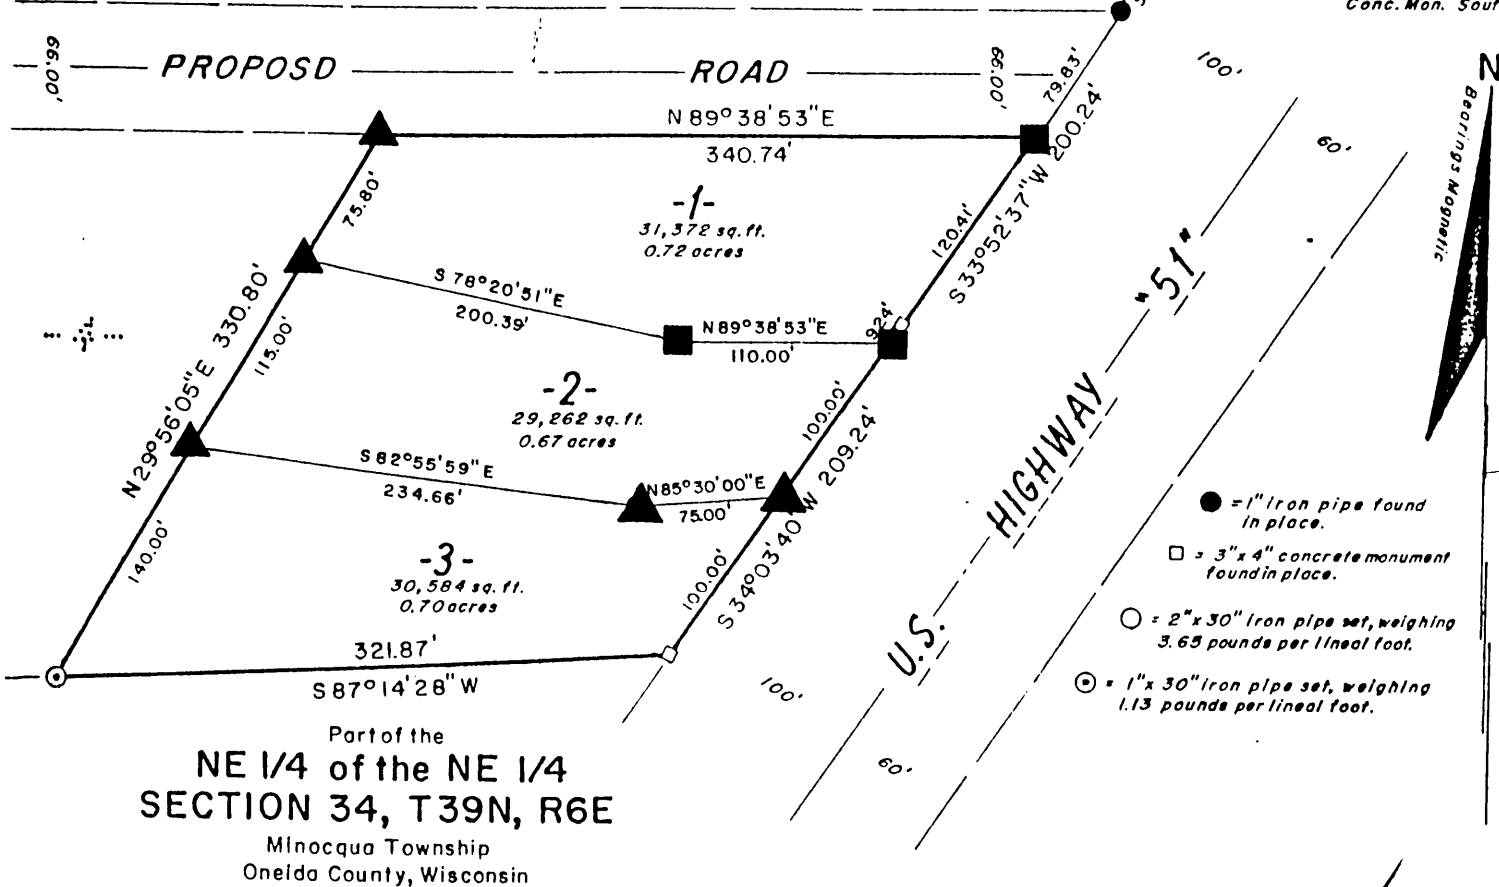 Conc. Mon. Sout
66.00'
PROPOSD ROAD
66.00'
79.83'
100'
60'
N
Bearings Magnetic
N 89° 38' 53" E
340.74'
S 33° 52' 37" W 200.24'
120.41'
75.80'
-1-
31,372 sq. ft.
0.72 acres
S 78° 20' 51" E
200.39'
N 89° 38' 53" E
110.00'
9.24'
N 29° 56' 05" E 330.80'
115.00'
-2-
29,262 sq. ft.
0.67 acres
100.00'
S 34° 03' 40" W 209.24'
S 82° 55' 59" E
234.66'
N 85° 30' 00" E
75.00'
140.00'
-3-
30,584 sq. ft.
0.70 acres
100.00'
321.87'
S 87° 14' 28" W
U.S. HIGHWAY "51"
100'
60'
= 1" iron pipe found
in place.
= 3" x 4" concrete monument
found in place.
= 2" x 30" iron pipe set, weighing
3.65 pounds per lineal foot.
= 1" x 30" iron pipe set, weighing
1.13 pounds per lineal foot.
Part of the
NE 1/4 of the NE 1/4
SECTION 34, T39N, R6E
Minocqua Township
Oneida County, Wisconsin